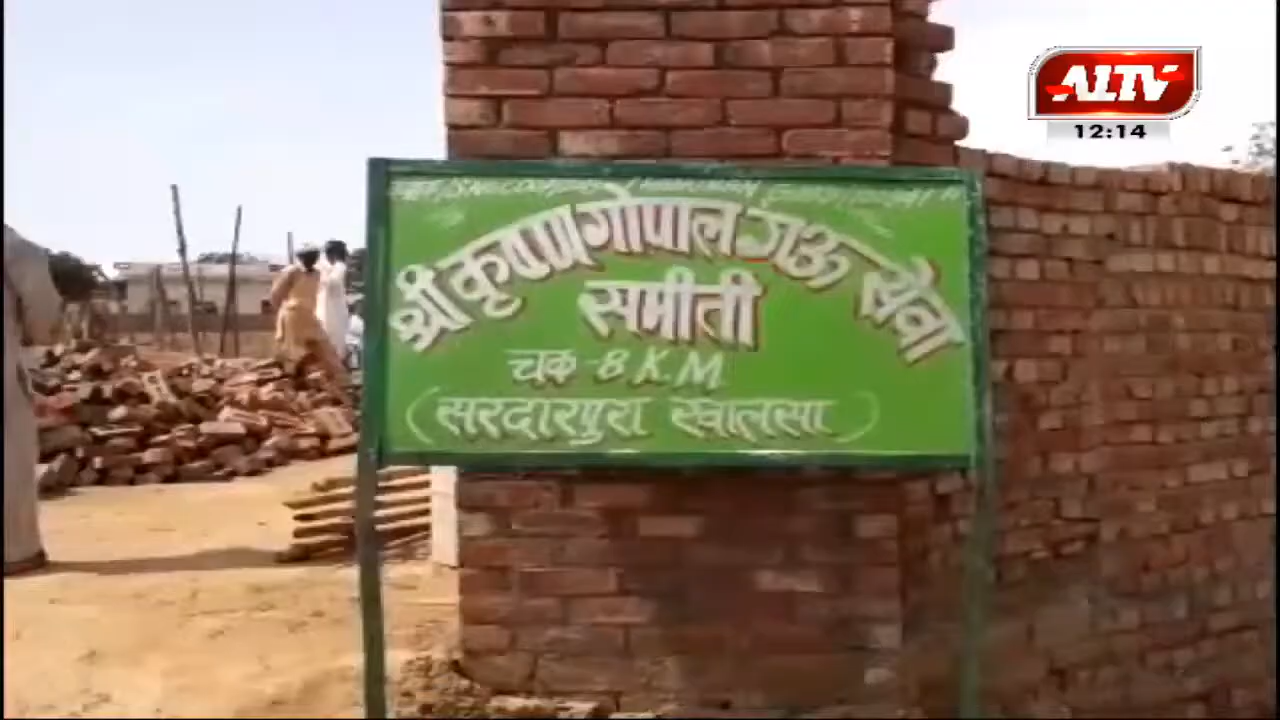 ALTV
12:14
श्री कृष्ण गोपाल गऊ सेवा
समीती
चक -8 K.M
(सरदारपुरा खालसा)